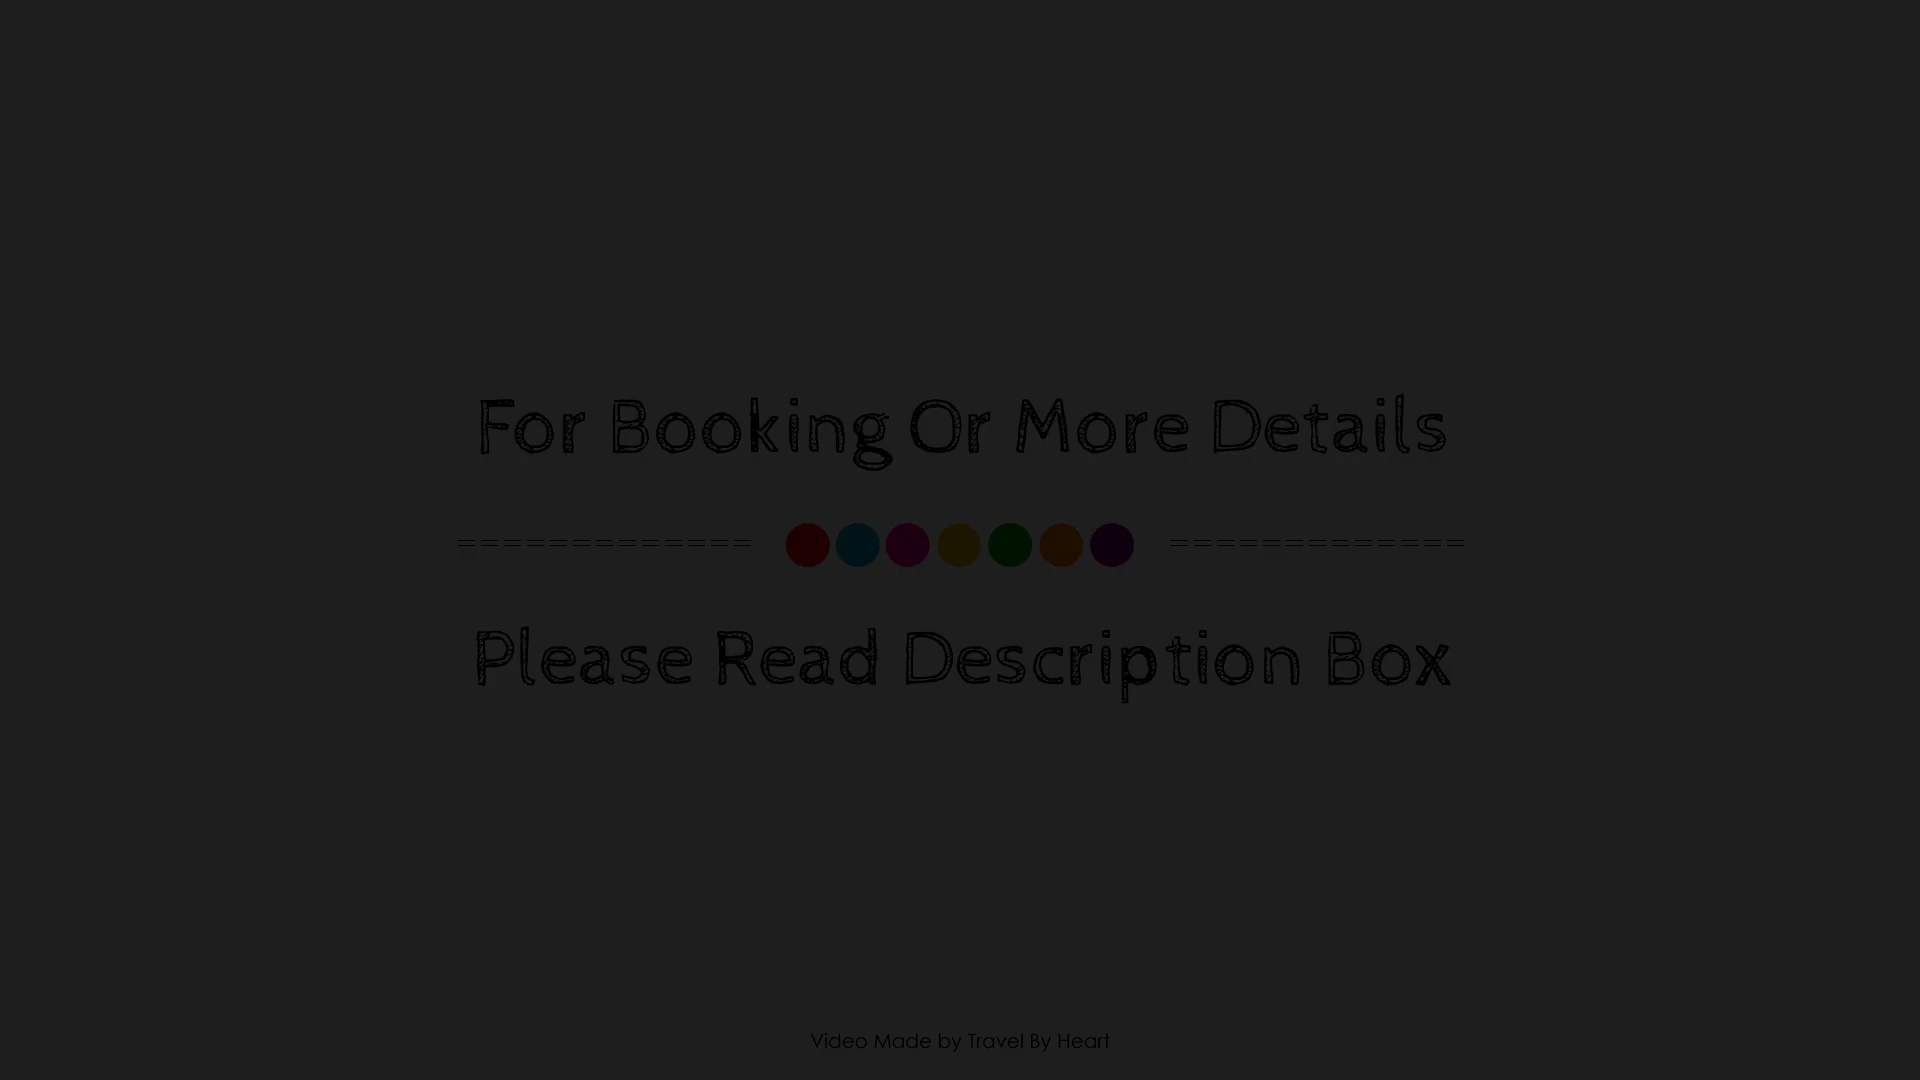 For Booking Or More Details
============= =============
Please Read Description Box
Video Made by Travel By Heart